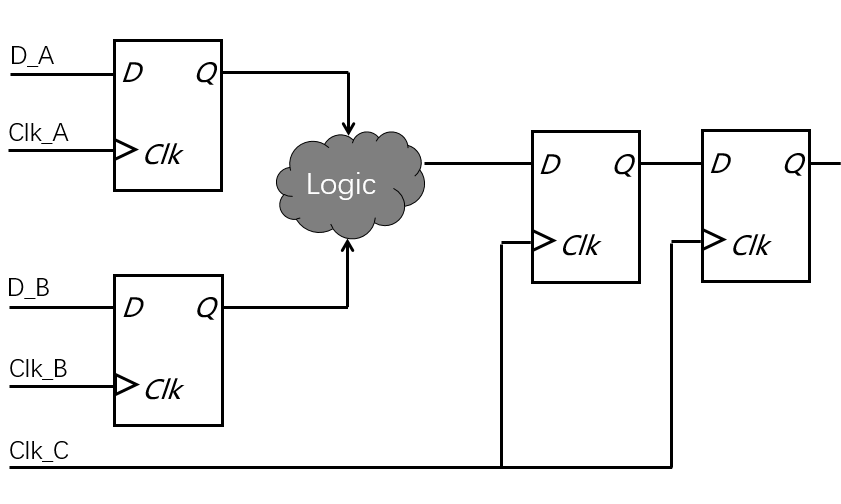 D_A
D Q
Clk_A
Clk
Logic
D Q
Clk
D Q
Clk
D_B
D Q
Clk_B
Clk
Clk_C